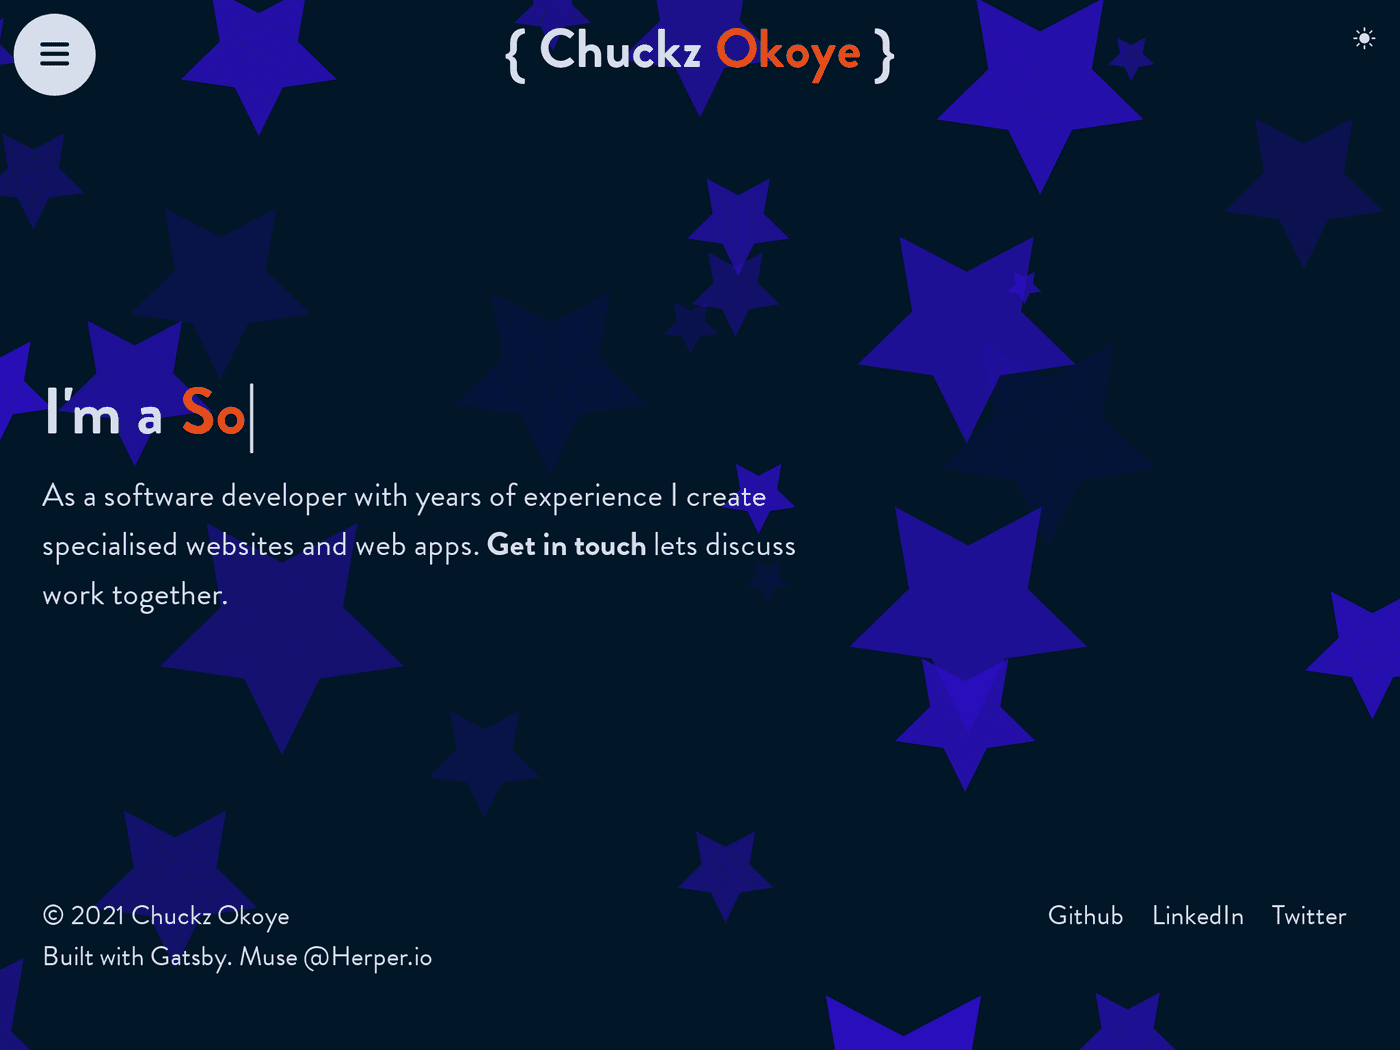 { Chuckz Okoye }
I'm a So
As a software developer with years of experience I create
specialised websites and web apps. Get in touch lets discuss
work together.
© 2021 Chuckz Okoye
Built with Gatsby. Muse @Herper.io
Github LinkedIn Twitter